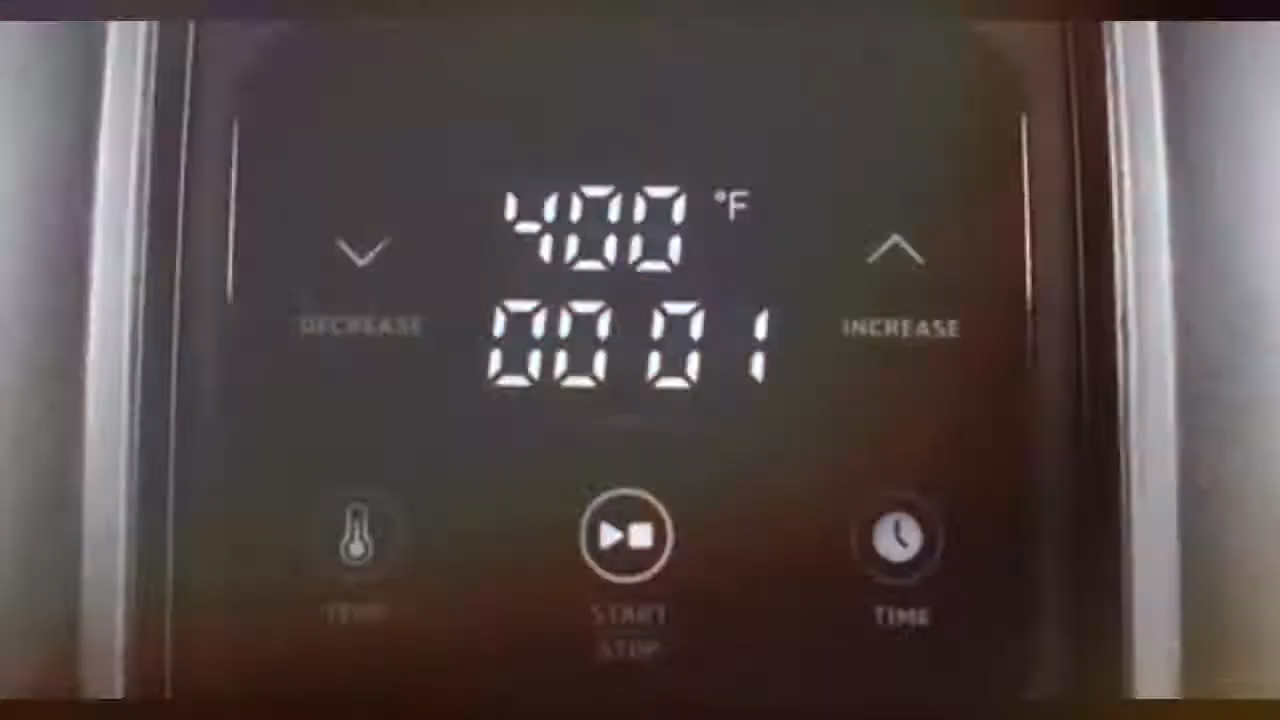 400 °F
00 01
DECREASE
INCREASE
TEMP
START
STOP
TIME